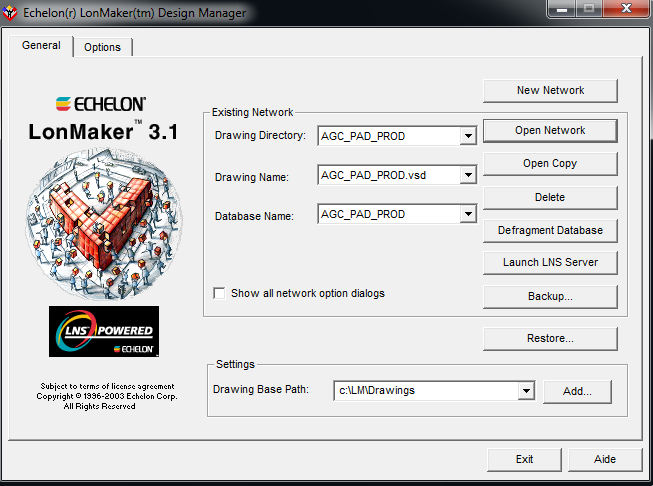 Echelon(r) LonMaker(tm) Design Manager
General
Options
ECHELON®
LonMaker™ 3.1
LNS POWERED
ECHELON™
Subject to terms of license agreement
Copyright © 1996-2003 Echelon Corp.
All Rights Reserved
New Network
Existing Network
Drawing Directory: AGC_PAD_PROD
Open Network
Open Copy
Drawing Name: AGC_PAD_PROD.vsd
Delete
Database Name: AGC_PAD_PROD
Defragment Database
Launch LNS Server
Show all network option dialogs
Backup...
Restore...
Settings
Drawing Base Path: c:\LM\Drawings
Add...
Exit
Aide